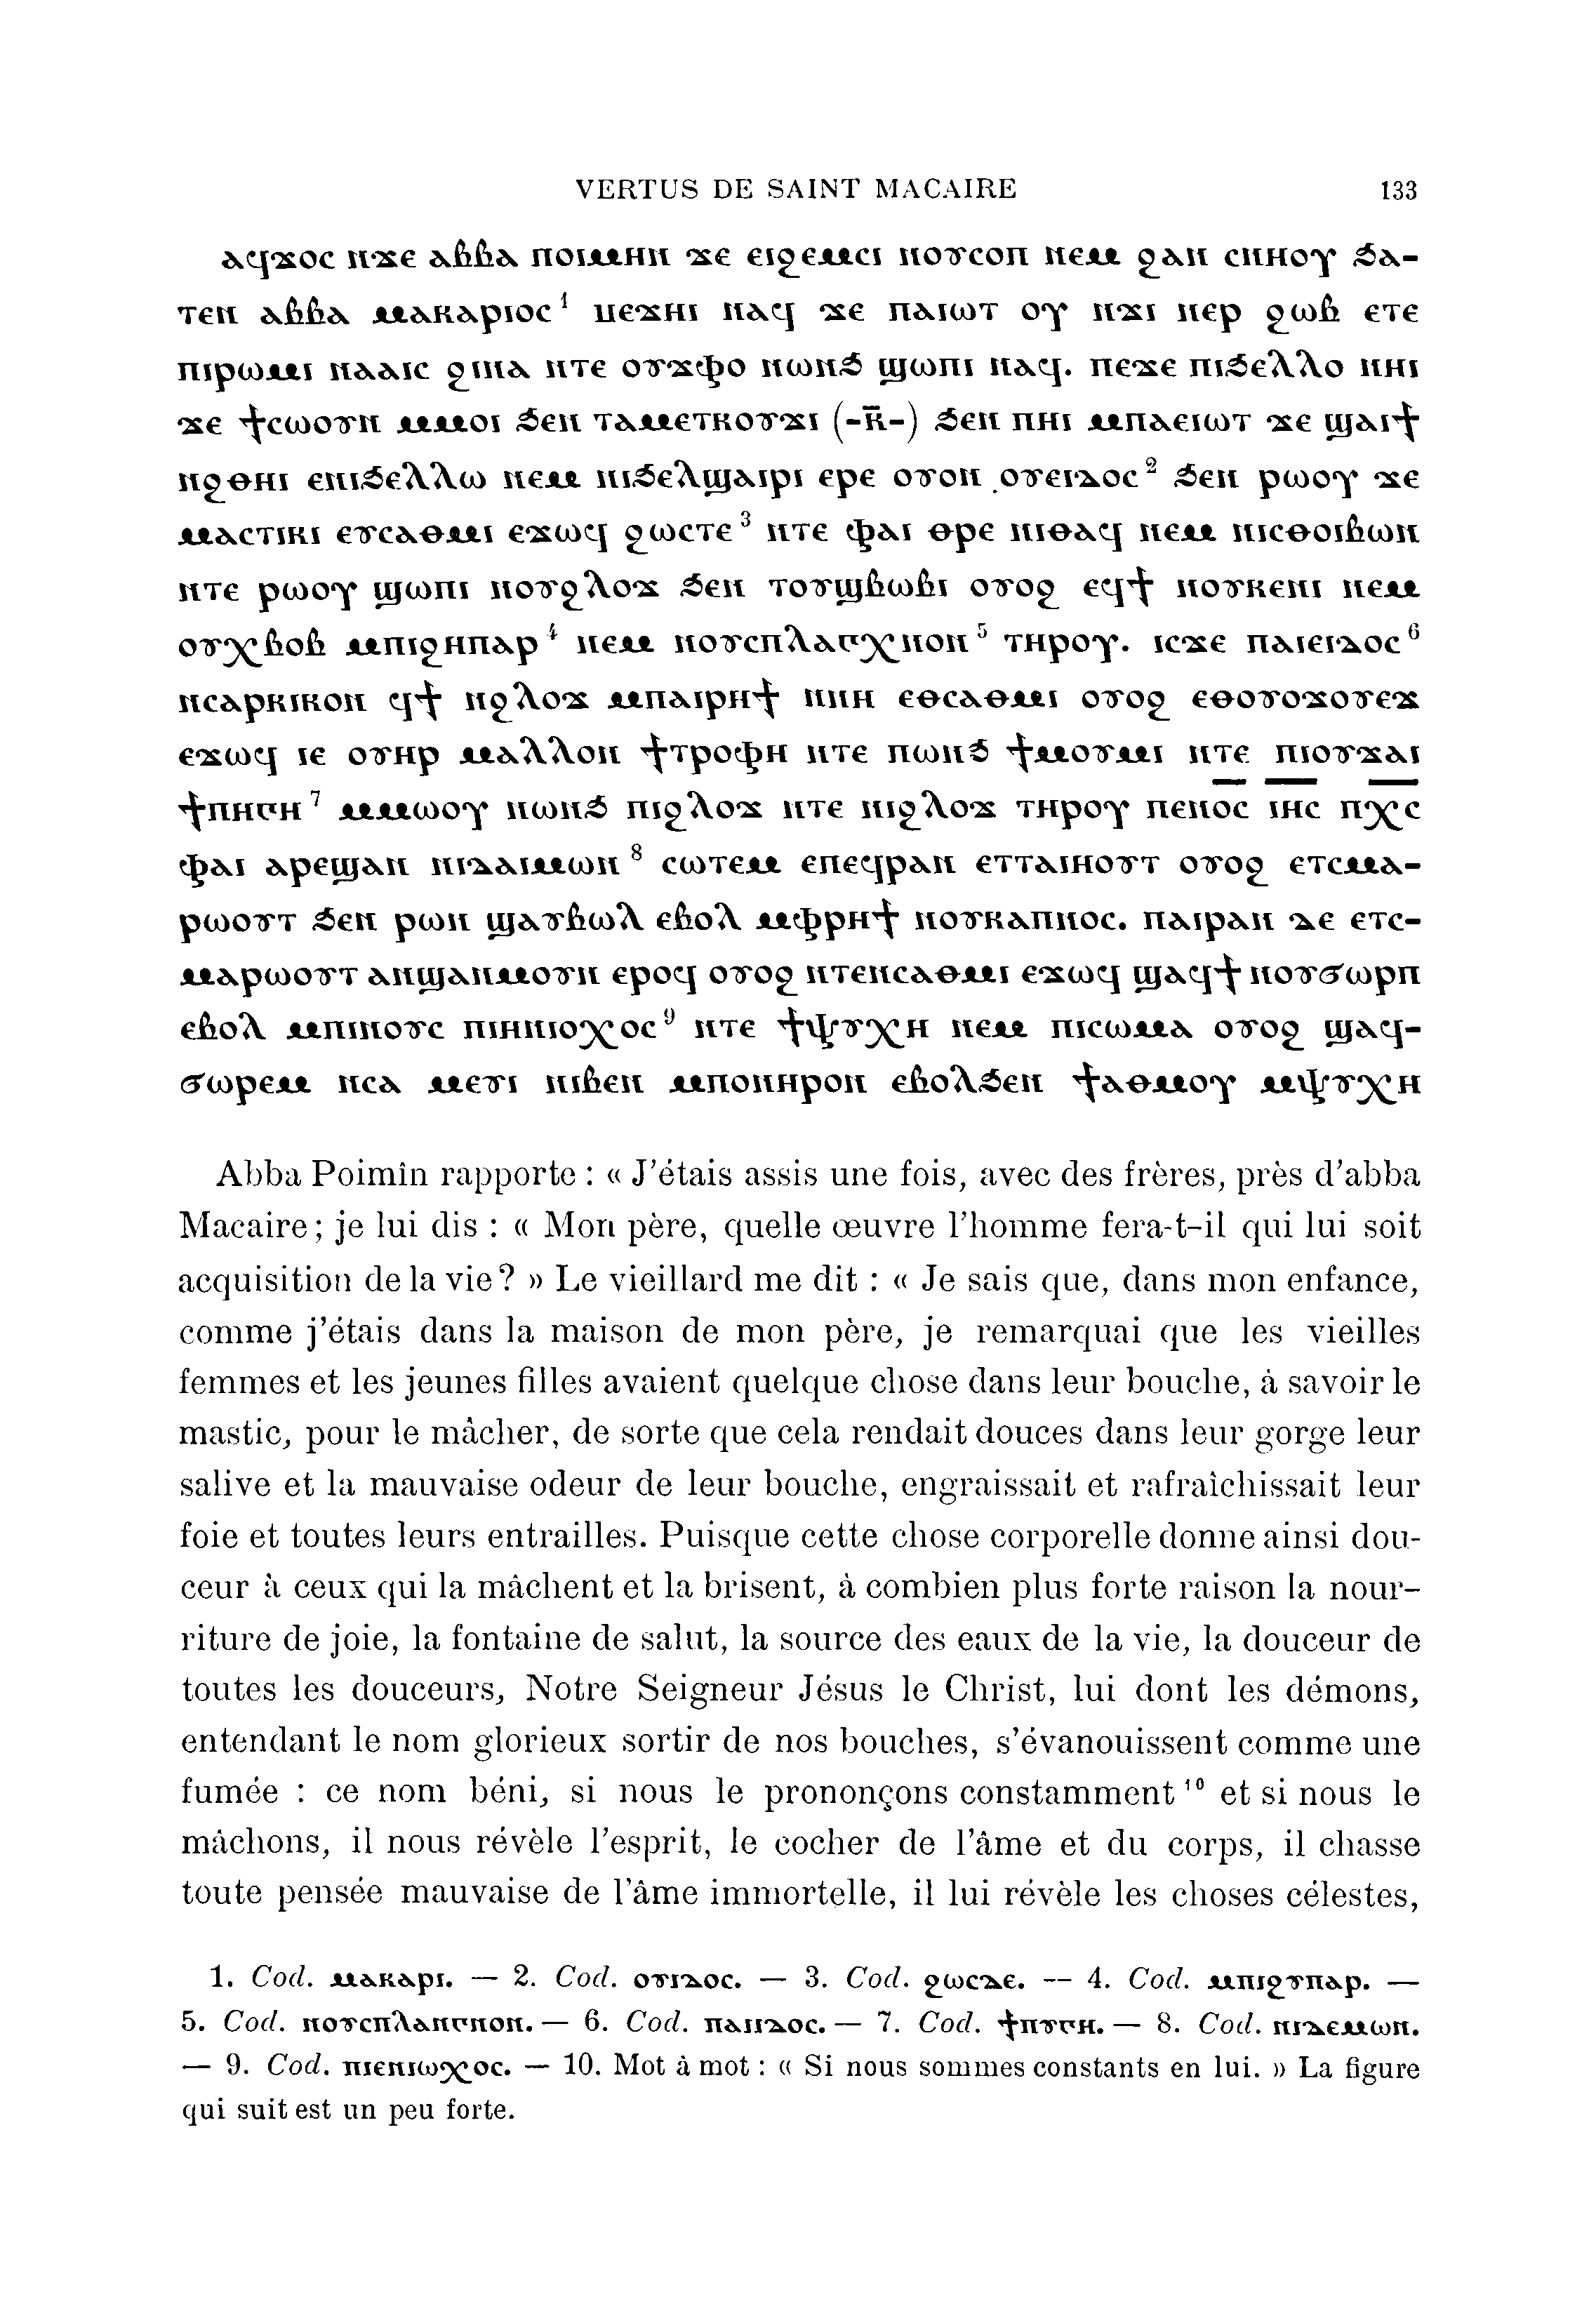 VERTUS DE SAINT MACAIRE 133
ⲁϥϫⲟⲥ ⲛϫⲉ ⲁⲃⲃⲁ ⲡⲟⲓⲙⲏⲛ ϫⲉ ⲉⲓϩⲉⲙⲥⲓ ⲛⲟⲩⲥⲟⲡ ⲛⲉⲙ ϩⲁⲛ ⲥⲛⲏⲟⲩ ϧⲁ-
ⲧⲉⲛ ⲁⲃⲃⲁ ⲙⲁⲕⲁⲣⲓⲟⲥ¹ ⲡⲉϫⲏⲓ ⲛⲁϥ ϫⲉ ⲡⲁⲓⲱⲧ ⲟⲩ ⲛϫⲓ ⲛⲉⲣ ϩⲱⲃ ⲉⲧⲉ
ⲡⲓⲣⲱⲙⲓ ⲛⲁⲁⲓⲥ ϩⲓⲛⲁ ⲛⲧⲉ ⲟⲩϫⲫⲟ ⲛⲱⲛϧ ϣⲱⲡⲓ ⲛⲁϥ. ⲡⲉϫⲉ ⲡⲓϧⲉⲗⲗⲟ ⲛⲏⲓ
ϫⲉ ϯⲥⲱⲟⲩⲛ ⲙⲙⲟⲓ ϧⲉⲛ ⲧⲁⲙⲉⲧⲕⲟⲩϫⲓ (-ⲕ̅-) ϧⲉⲛ ⲡⲏⲓ ⲙⲡⲁⲉⲓⲱⲧ ϫⲉ ϣⲁⲓϯ
ⲛϩⲑⲏⲓ ⲉⲛⲓϧⲉⲗⲗⲱ ⲛⲉⲙ ⲛⲓϧⲉⲗϣⲁⲓⲣⲓ ⲉⲣⲉ ⲟⲩⲟⲛ ⲟⲩⲉⲓⲇⲟⲥ² ϧⲉⲛ ⲣⲱⲟⲩ ϫⲉ
ⲙⲁⲥⲧⲓⲕⲓ ⲉⲩⲥⲁⲑⲙⲓ ⲉϫⲱϥ ϩⲱⲥⲧⲉ³ ⲛⲧⲉ ⲫⲁⲓ ⲑⲣⲉ ⲛⲓⲑⲁϥ ⲛⲉⲙ ⲛⲓⲥⲑⲟⲓⲃⲱⲛ
ⲛⲧⲉ ⲣⲱⲟⲩ ϣⲱⲡⲓ ⲛⲟⲩϩⲗⲟϫ ϧⲉⲛ ⲧⲟⲩϣⲃⲱⲃⲓ ⲟⲩⲟϩ ⲉϥϯ ⲛⲟⲩⲕⲉⲛⲓ ⲛⲉⲙ
ⲟⲩⲭⲃⲟⲃ ⲙⲡⲓϩⲏⲡⲁⲣ⁴ ⲛⲉⲙ ⲛⲟⲩⲥⲡⲗⲁⲅⲭⲛⲟⲛ⁵ ⲧⲏⲣⲟⲩ. ⲓⲥϫⲉ ⲡⲁⲓⲉⲓⲇⲟⲥ⁶
ⲛⲥⲁⲣⲕⲓⲕⲟⲛ ϥϯ ⲛϩⲗⲟϫ ⲙⲡⲁⲓⲣⲏϯ ⲛⲛⲏ ⲉⲑⲥⲁⲑⲙⲓ ⲟⲩⲟϩ ⲉⲑⲟⲩⲟϫⲟⲩⲉϫ
ⲉϫⲱϥ ⲓⲉ ⲟⲩⲏⲣ ⲙⲁⲗⲗⲟⲛ ϯⲧⲣⲟⲫⲏ ⲛⲧⲉ ⲡⲱⲛϧ ϯⲙⲟⲩⲙⲓ ⲛⲧⲉ ⲡⲓⲟⲩϫⲁⲓ
ϯⲡⲏⲅⲏ⁷ ⲙⲙⲱⲟⲩ ⲛⲱⲛϧ ⲡⲓϩⲗⲟϫ ⲛⲧⲉ ⲛⲓϩⲗⲟϫ ⲧⲏⲣⲟⲩ ⲡⲉⲛⲟ̅ⲥ̅ ⲓ̅ⲏ̅ⲥ̅ ⲡⲭ̅ⲥ̅
ⲫⲁⲓ ⲁⲣⲉϣⲁⲛ ⲛⲓⲇⲁⲓⲙⲱⲛ⁸ ⲥⲱⲧⲉⲙ ⲉⲡⲉϥⲣⲁⲛ ⲉⲧⲧⲁⲓⲏⲟⲩⲧ ⲟⲩⲟϩ ⲉⲧⲥⲙⲁ-
ⲣⲱⲟⲩⲧ ϧⲉⲛ ⲣⲱⲛ ϣⲁⲩⲃⲱⲗ ⲉⲃⲟⲗ ⲙⲫⲣⲏϯ ⲛⲟⲩⲕⲁⲡⲛⲟⲥ. ⲡⲁⲓⲣⲁⲛ ⲇⲉ ⲉⲧⲥ-
ⲙⲁⲣⲱⲟⲩⲧ ⲁⲛϣⲁⲛⲙⲟⲩⲛ ⲉⲣⲟϥ ⲟⲩⲟϩ ⲛⲧⲉⲛⲥⲁⲑⲙⲓ ⲉϫⲱϥ ϣⲁϥϯ ⲛⲟⲩϭⲱⲣⲡ
ⲉⲃⲟⲗ ⲙⲡⲓⲛⲟⲩⲥ ⲡⲓⲏⲛⲓⲟⲭⲟⲥ⁹ ⲛⲧⲉ ϯⲯⲩⲭⲏ ⲛⲉⲙ ⲡⲓⲥⲱⲙⲁ ⲟⲩⲟϩ ϣⲁϥ-
ϭⲱⲣⲉⲙ ⲛⲥⲁ ⲙⲉⲩⲓ ⲛⲓⲃⲉⲛ ⲙⲡⲟⲛⲏⲣⲟⲛ ⲉⲃⲟⲗϧⲉⲛ ϯⲁⲑⲙⲟⲩ ⲙⲯⲩⲭⲏ
Abba Poimîn rapporte : « J'étais assis une fois, avec des frères, près d'abba
Macaire; je lui dis : « Mon père, quelle œuvre l'homme fera-t-il qui lui soit
acquisition de la vie? » Le vieillard me dit : « Je sais que, dans mon enfance,
comme j'étais dans la maison de mon père, je remarquai que les vieilles
femmes et les jeunes filles avaient quelque chose dans leur bouche, à savoir le
mastic, pour le mâcher, de sorte que cela rendait douces dans leur gorge leur
salive et la mauvaise odeur de leur bouche, engraissait et rafraîchissait leur
foie et toutes leurs entrailles. Puisque cette chose corporelle donne ainsi dou-
ceur à ceux qui la mâchent et la brisent, à combien plus forte raison la nour-
riture de joie, la fontaine de salut, la source des eaux de la vie, la douceur de
toutes les douceurs, Notre Seigneur Jésus le Christ, lui dont les démons,
entendant le nom glorieux sortir de nos bouches, s'évanouissent comme une
fumée : ce nom béni, si nous le prononçons constamment¹⁰ et si nous le
mâchons, il nous révèle l'esprit, le cocher de l'âme et du corps, il chasse
toute pensée mauvaise de l'âme immortelle, il lui révèle les choses célestes,
1. Cod. ⲙⲁⲕⲁⲣⲓ. — 2. Cod. ⲟⲩⲓⲇⲟⲥ. — 3. Cod. ϩⲱⲥⲇⲉ. — 4. Cod. ⲙⲡⲓϩⲩⲡⲁⲣ. —
5. Cod. ⲛⲟⲩⲥⲡⲗⲁⲛⲅⲛⲟⲛ. — 6. Cod. ⲡⲁⲓⲓⲇⲟⲥ. — 7. Cod. ϯⲡⲩⲅⲏ. — 8. Cod. ⲛⲓⲇⲉⲙⲱⲛ.
— 9. Cod. ⲡⲓⲉⲛⲓⲱⲭⲟⲥ. — 10. Mot à mot : « Si nous sommes constants en lui. » La figure
qui suit est un peu forte.